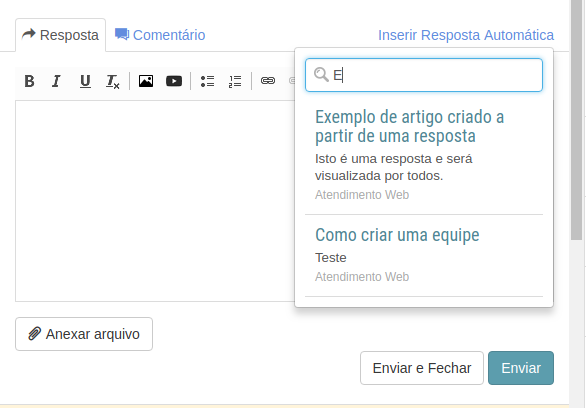 Resposta
Comentário
Inserir Resposta Automática
B I U Tx
E
Exemplo de artigo criado a
partir de uma resposta
Isto é uma resposta e será
visualizada por todos.
Atendimento Web
Como criar uma equipe
Teste
Atendimento Web
Anexar arquivo
Enviar e Fechar
Enviar